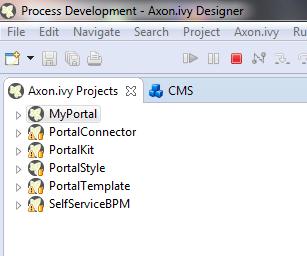 Process Development - Axon.ivy Designer
File Edit Navigate Search Project Axon.ivy Ru
Axon.ivy Projects CMS
MyPortal
PortalConnector
PortalKit
PortalStyle
PortalTemplate
SelfServiceBPM